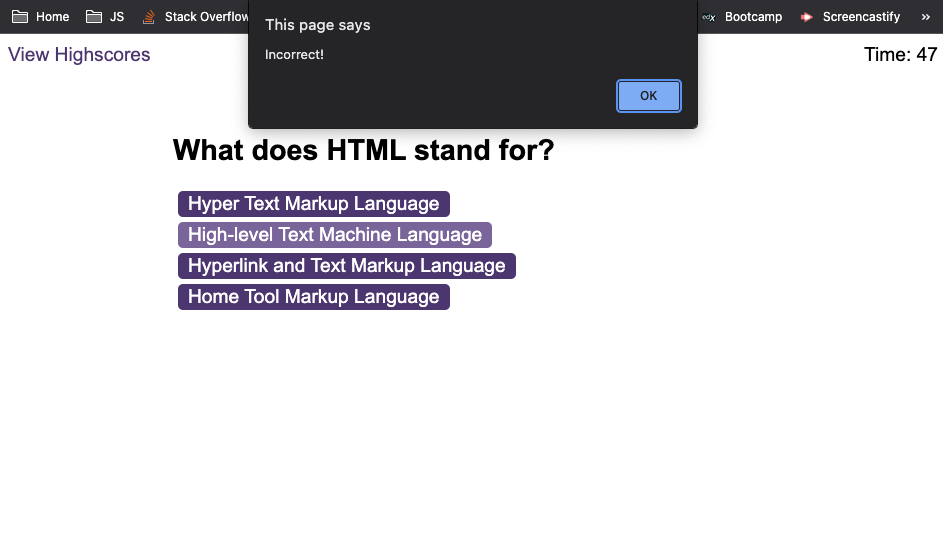 Home JS Stack Overflow Bootcamp Screencastify »
This page says
Incorrect!
OK
View Highscores
Time: 47
What does HTML stand for?
Hyper Text Markup Language
High-level Text Machine Language
Hyperlink and Text Markup Language
Home Tool Markup Language